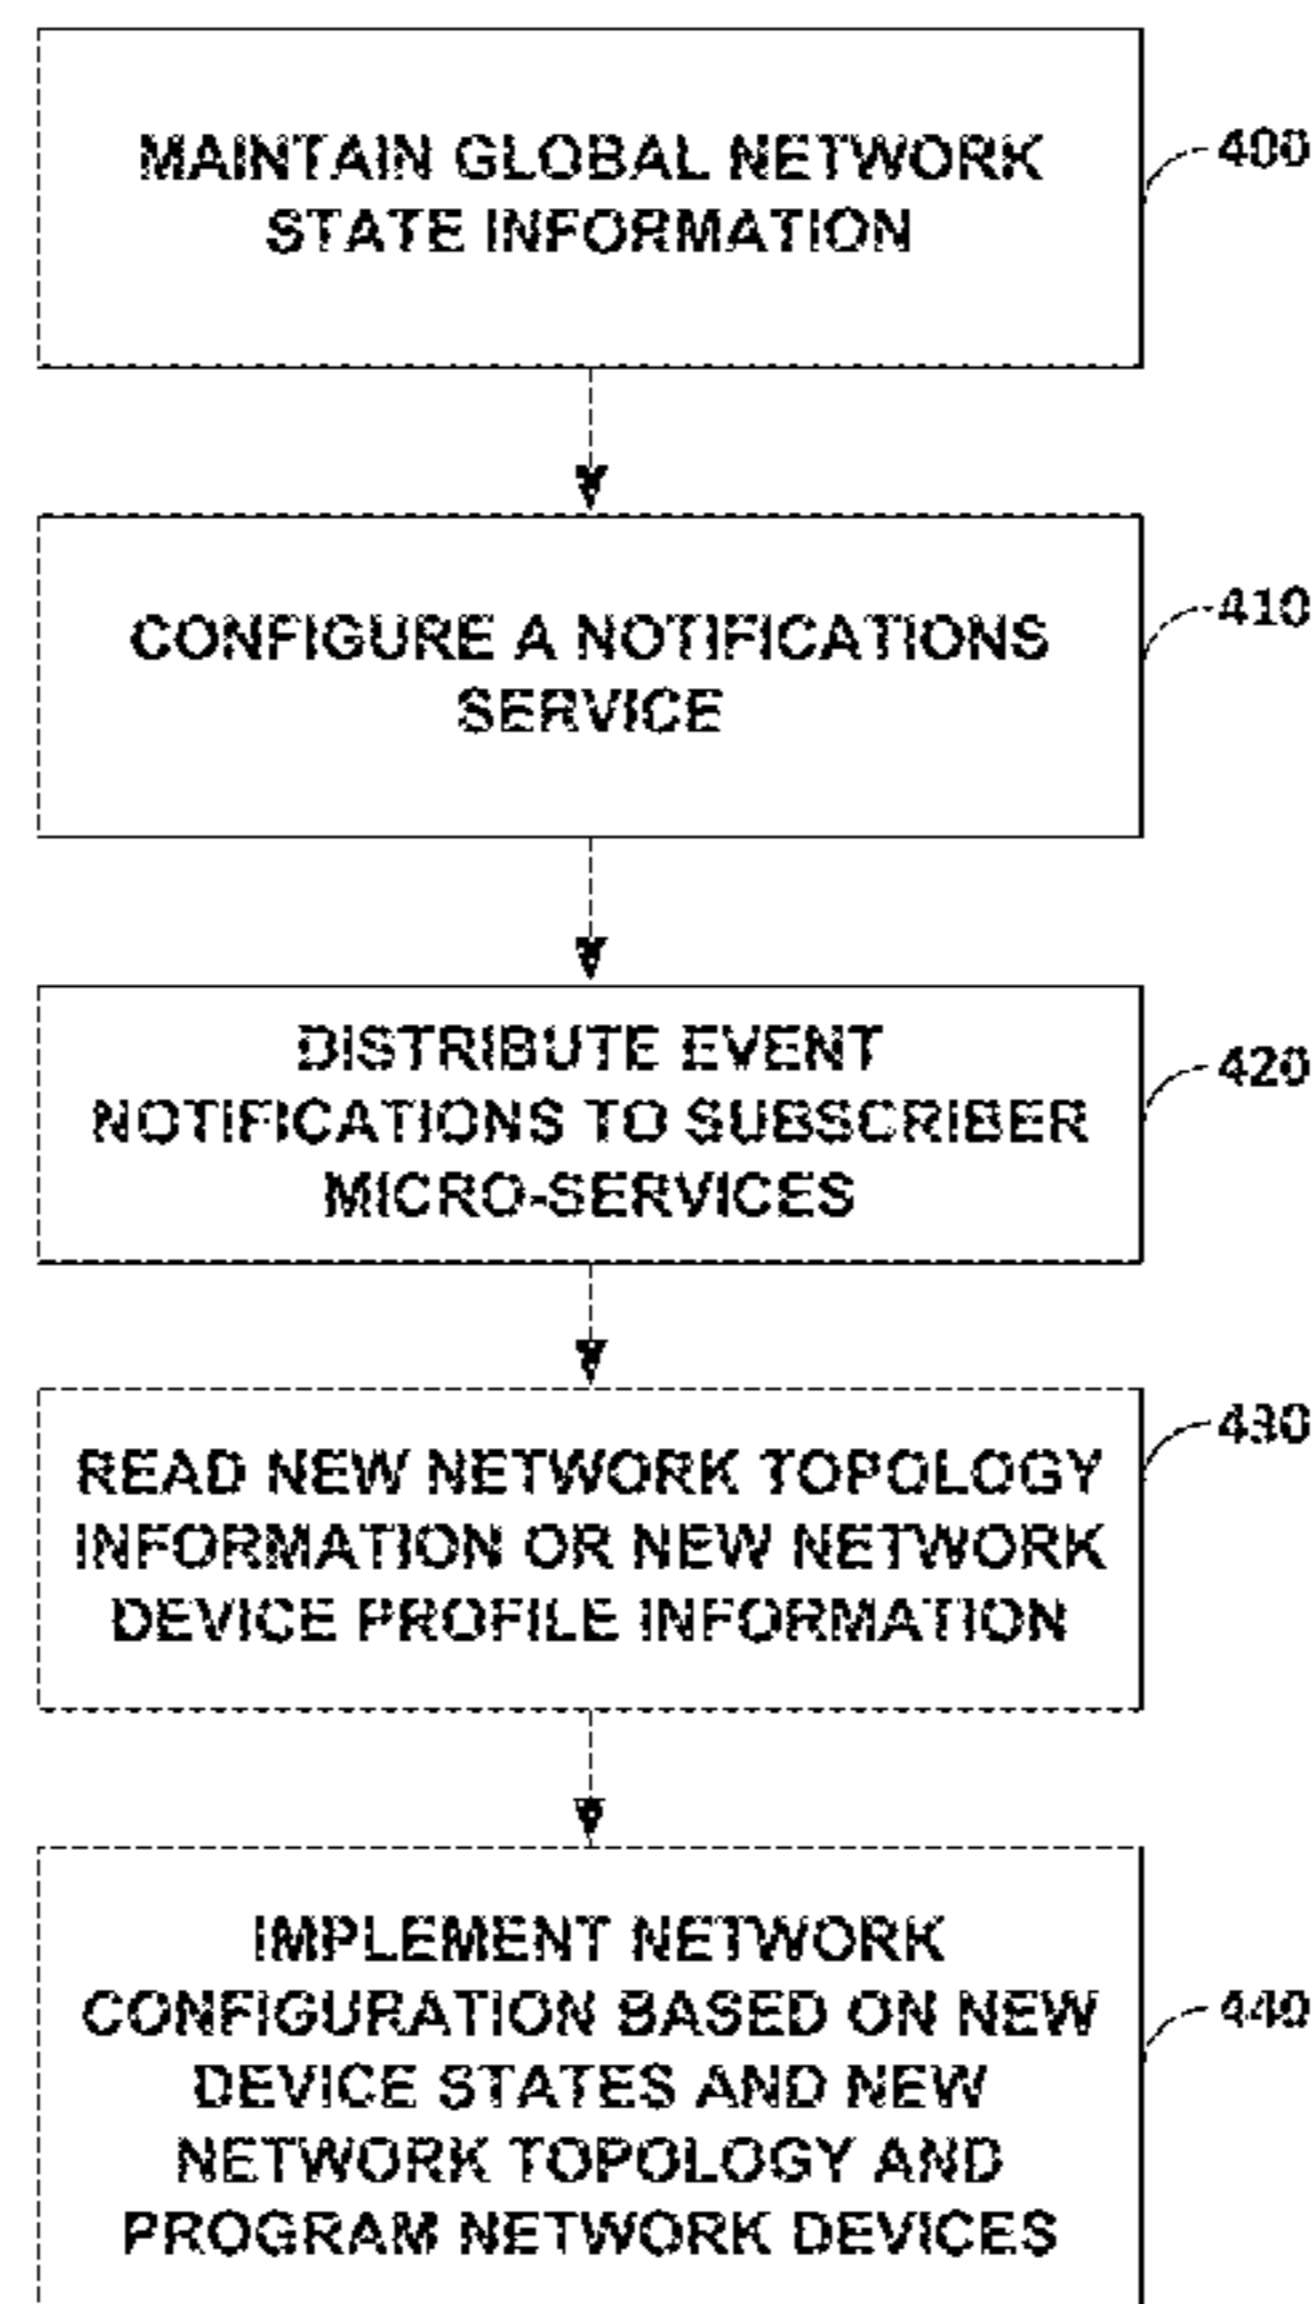 MAINTAIN GLOBAL NETWORK
STATE INFORMATION
400
CONFIGURE A NOTIFICATIONS
SERVICE
410
DISTRIBUTE EVENT
NOTIFICATIONS TO SUBSCRIBER
MICRO-SERVICES
420
READ NEW NETWORK TOPOLOGY
INFORMATION OR NEW NETWORK
DEVICE PROFILE INFORMATION
430
IMPLEMENT NETWORK
CONFIGURATION BASED ON NEW
DEVICE STATES AND NEW
NETWORK TOPOLOGY AND
PROGRAM NETWORK DEVICES
440